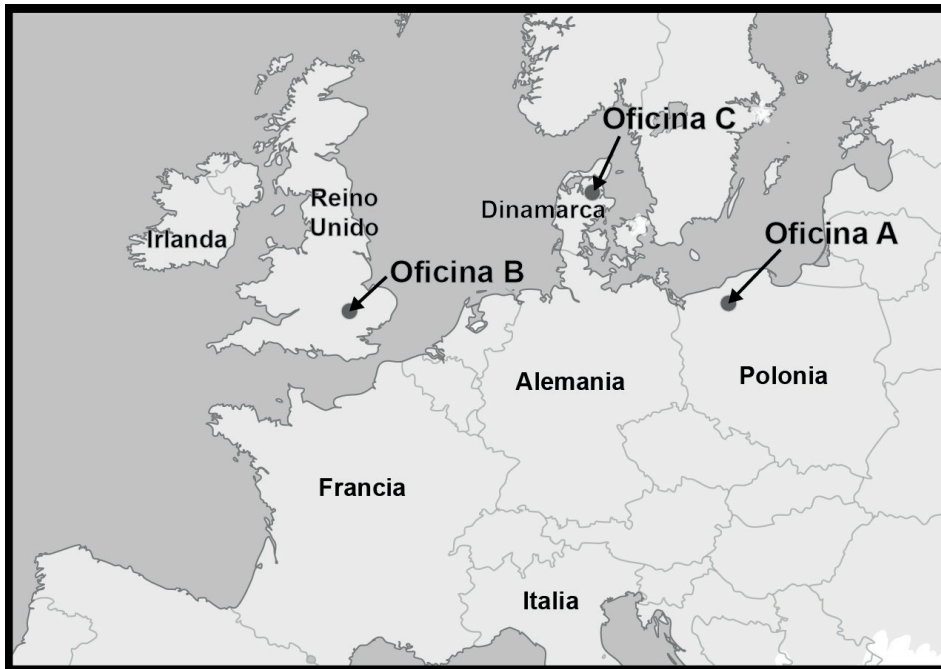 Oficina C
Reino
Unido
Dinamarca
Irlanda
Oficina A
Oficina B
Alemania
Polonia
Francia
Italia